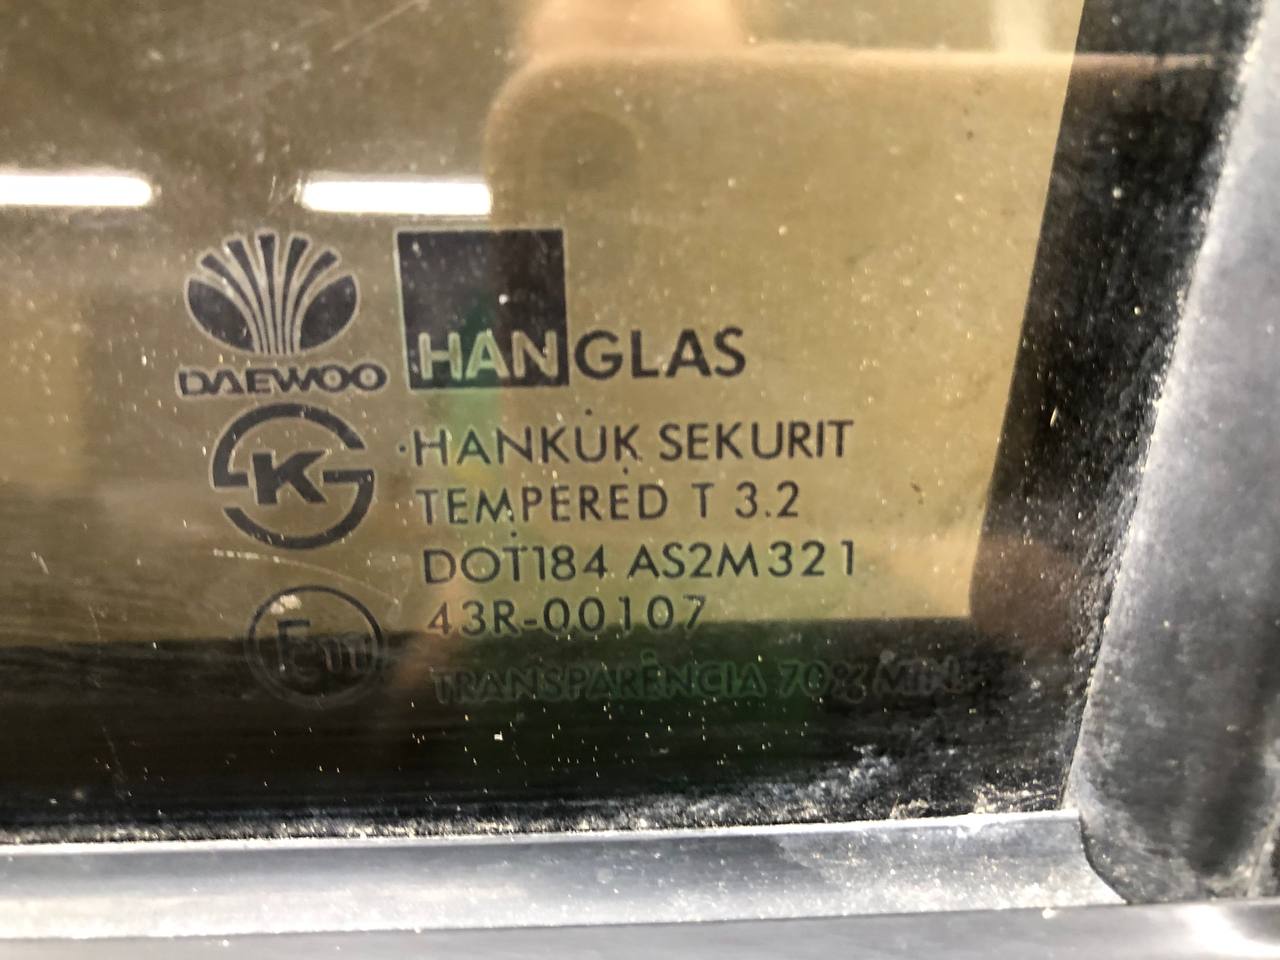 DAEWOO
HANGLAS
K
HANKUK SEKURIT
TEMPERED T 3.2
DOT184 AS2M321
43R-00107
TRANSPARÊNCIA 70% MIN